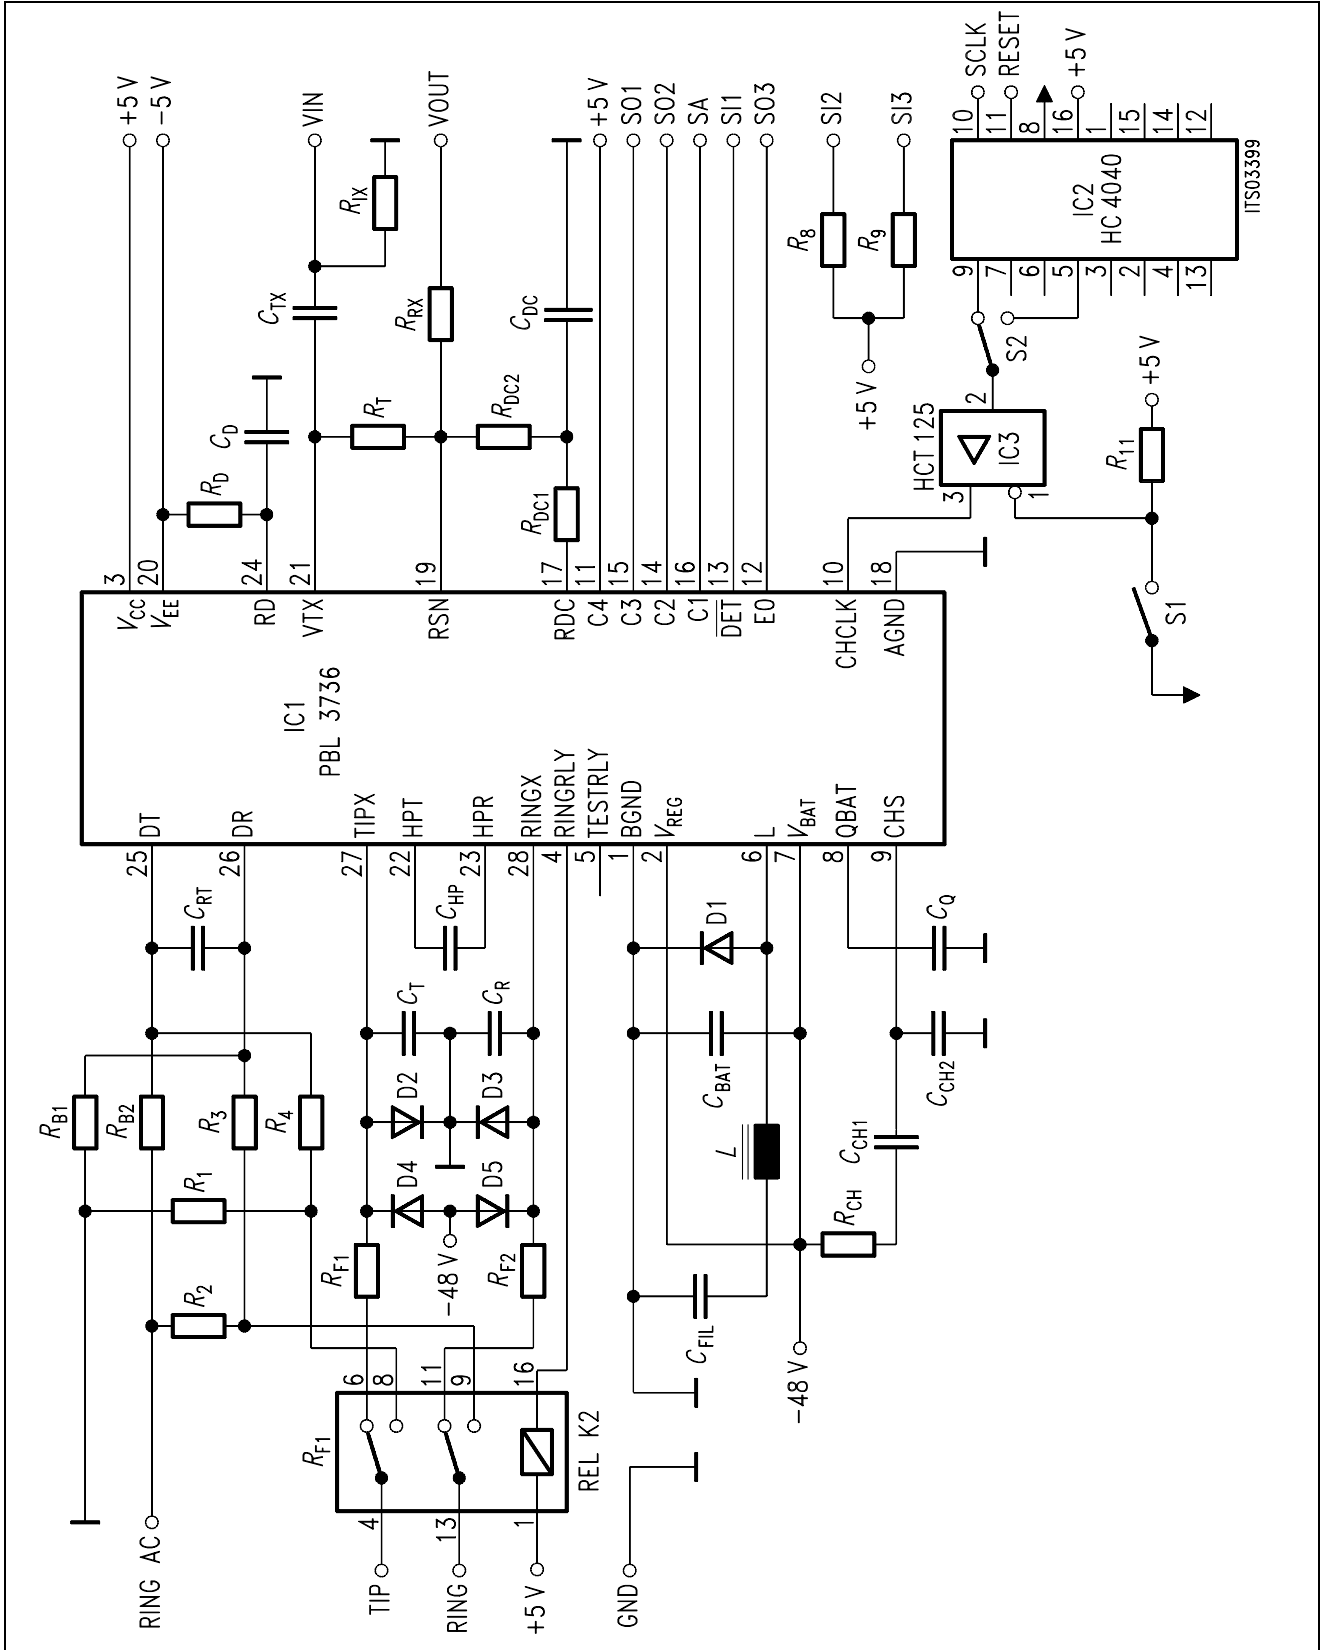 +5 V
-5 V
VIN
VOUT
+5 V
SO1
SO2
SA
SI1
SO3
SI2
SI3
SCLK
RESET
+5 V
10
11
8
16
1
15
14
12
IC2
HC 4040
9
7
6
5
3
2
4
13
ITS03399
RIX
CTX
RRX
CDC
R8
R9
+5 V
S2
CD
RD
RT
RDC2
RDC1
HCT 125
2
IC3
3
1
R11
+5 V
S1
3
20
24
21
19
17
11
15
14
16
13
12
10
18
VCC
VEE
RD
VTX
RSN
RDC
C4
C3
C2
C1
DET
E0
CHCLK
AGND
IC1
PBL 3736
DT
DR
TIPX
HPT
HPR
RINGX
RINGRLY
TESTRLY
BGND
VREG
L
VBAT
QBAT
CHS
25
26
27
22
23
28
4
5
1
2
6
7
8
9
CRT
CHP
D1
CQ
CT
CR
CBAT
CCH2
RB1
RB2
R3
R4
D2
D3
L
CCH1
R1
D4
D5
RCH
RF1
-48 V
RF2
R2
CFIL
-48 V
6
8
11
9
16
RF1
REL K2
4
13
1
RING AC
TIP
RING
+5 V
GND